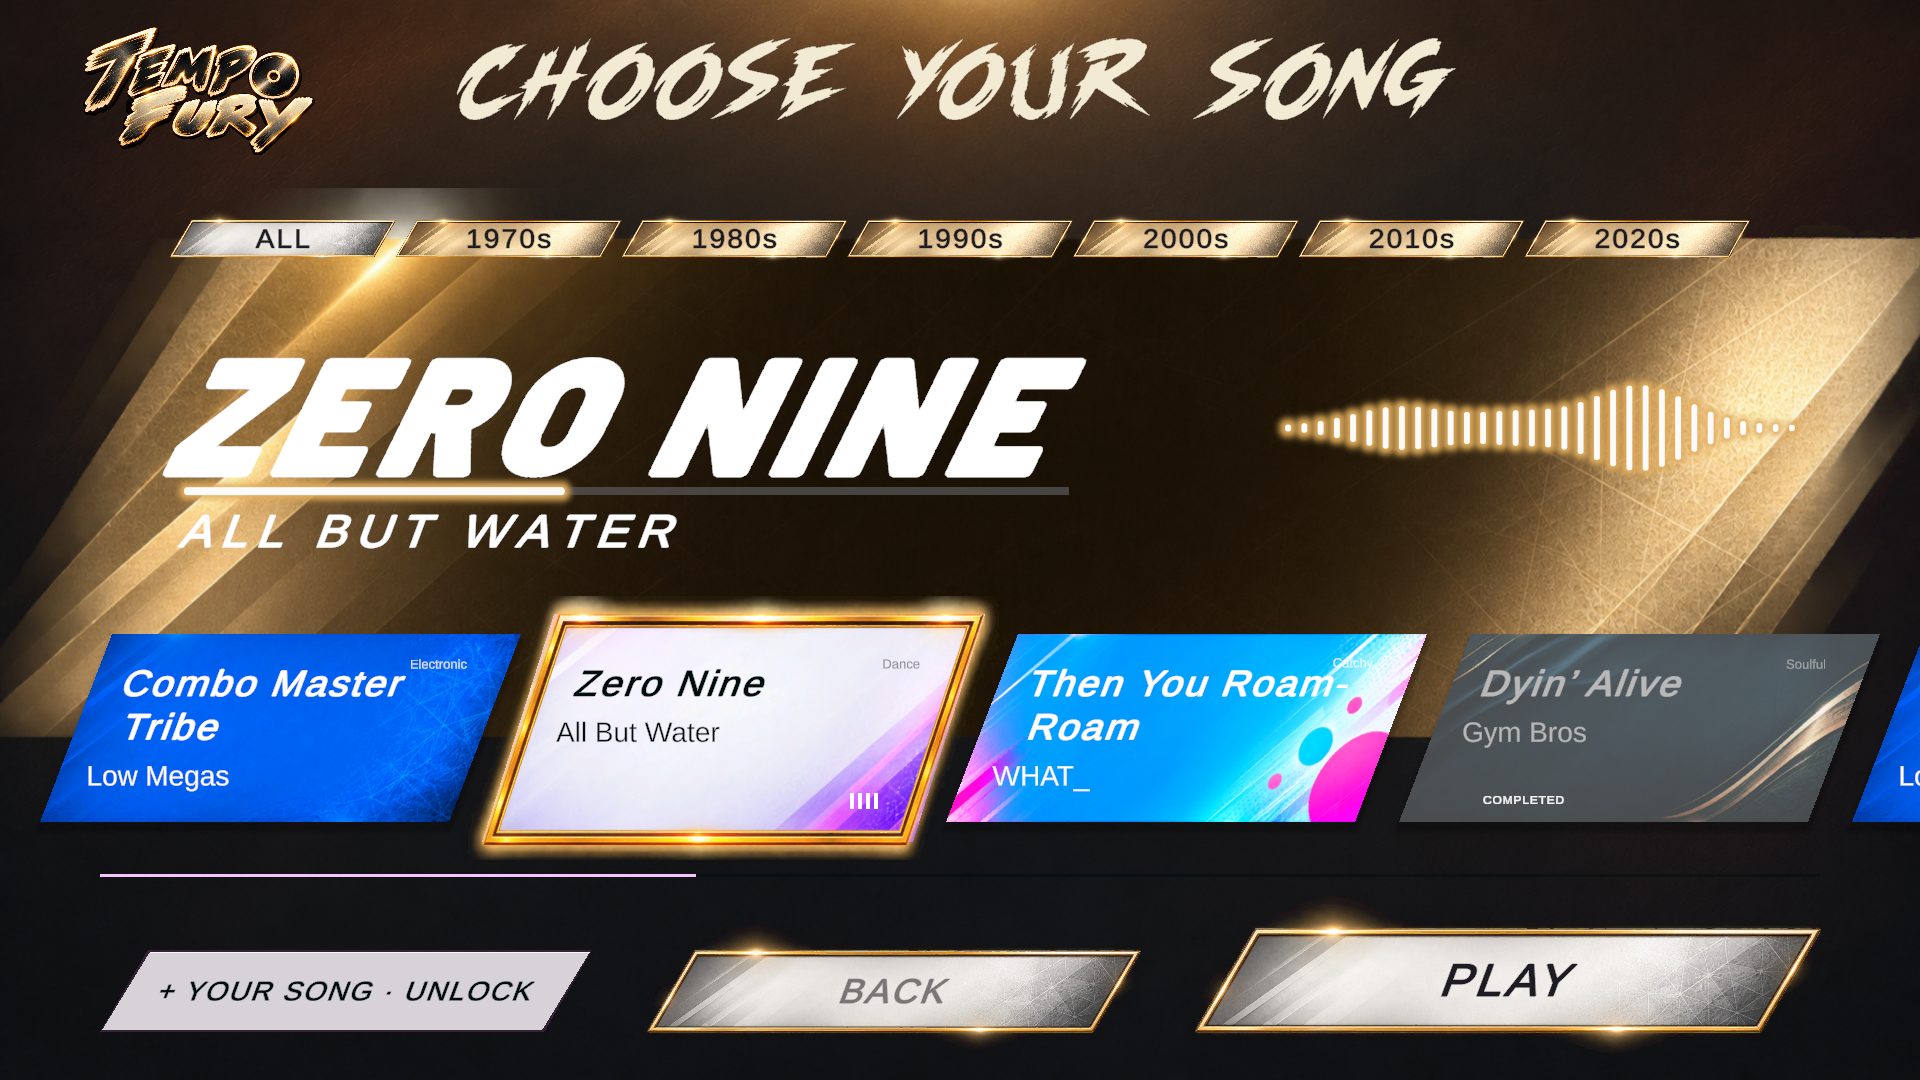 TEMPO
FURY
CHOOSE YOUR SONG
ALL
1970s
1980s
1990s
2000s
2010s
2020s
ZERO NINE
ALL BUT WATER
Electronic
Combo Master
Tribe
Low Megas
Dance
Zero Nine
All But Water
Catchy
Then You Roam-
Roam
WHAT_
Soulful
Dyin’ Alive
Gym Bros
COMPLETED
Lo
+ YOUR SONG · UNLOCK
BACK
PLAY